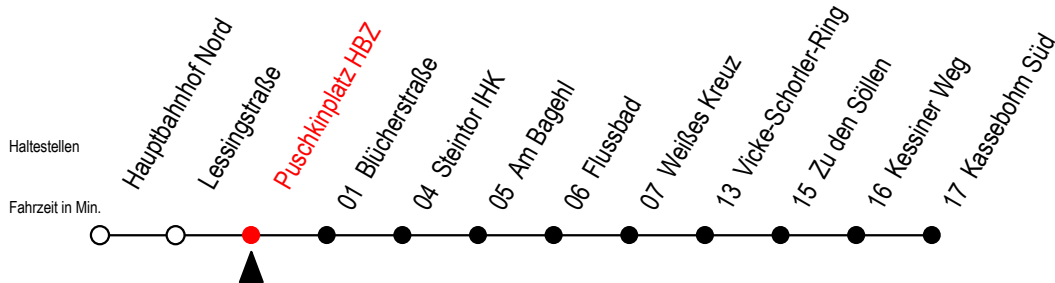 Haltestellen
Fahrzeit in Min.
Hauptbahnhof Nord
Lessingstraße
Puschkinplatz HBZ
01 Blücherstraße
04 Steintor IHK
05 Am Bagehl
06 Flussbad
07 Weißes Kreuz
13 Vicke-Schorler-Ring
15 Zu den Söllen
16 Kessiner Weg
17 Kassebohm Süd